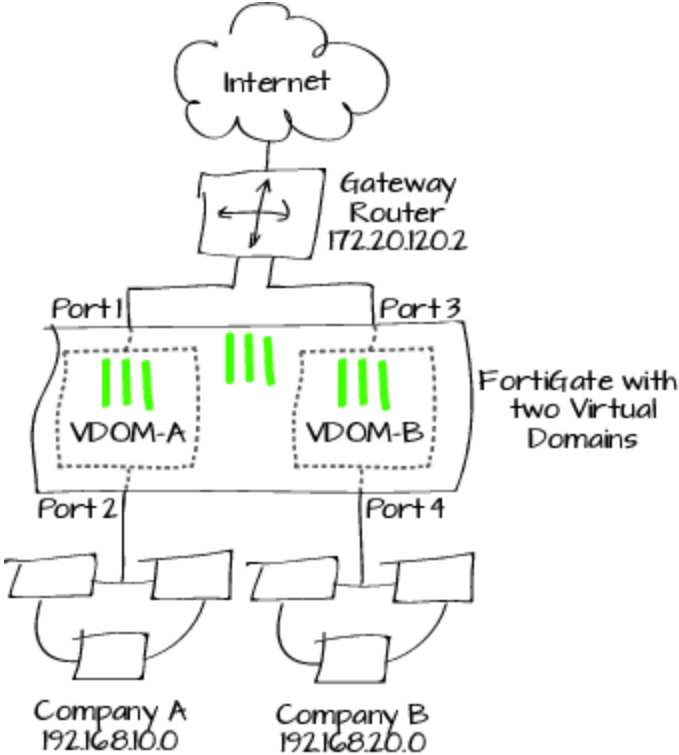 Internet
Gateway
Router
172.20.120.2
Port 1
Port 3
VDOM-A
VDOM-B
FortiGate with
two Virtual
Domains
Port 2
Port 4
Company A
192.168.10.0
Company B
192.168.20.0